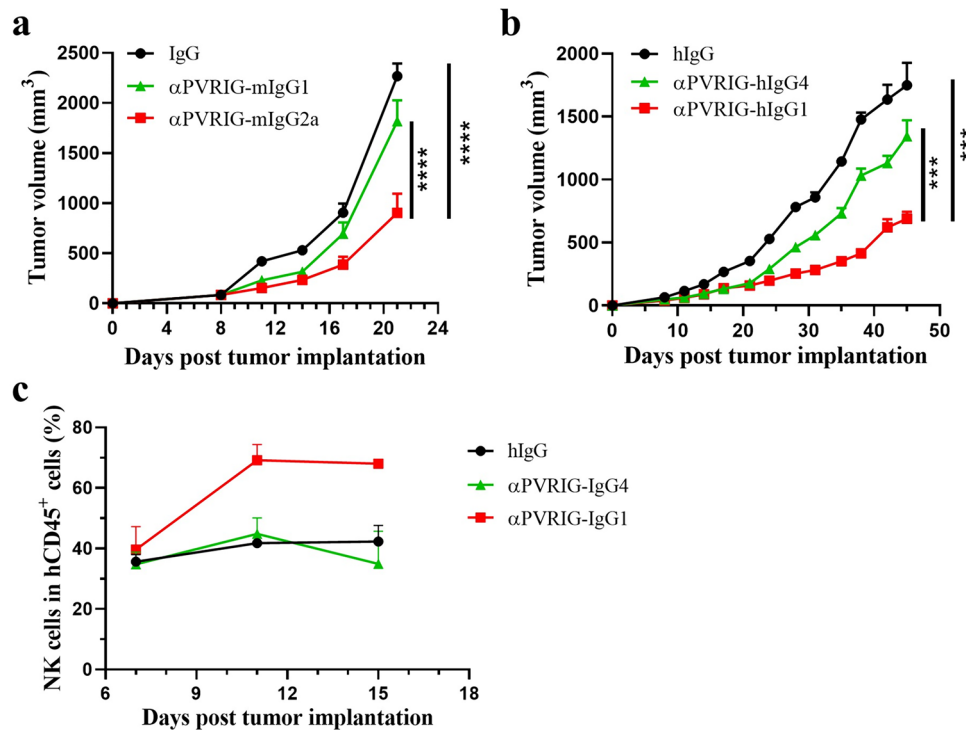 a
IgG
αPVRIG-mIgG1
αPVRIG-mIgG2a
Tumor volume (mm³)
2500
2000
1500
1000
500
0
0 4 8 12 16 20 24
Days post tumor implantation
****
****
b
hIgG
αPVRIG-hIgG4
αPVRIG-hIgG1
Tumor volume (mm³)
2000
1500
1000
500
0
0 10 20 30 40 50
Days post tumor implantation
***
***
c
hIgG
αPVRIG-IgG4
αPVRIG-IgG1
NK cells in hCD45⁺ cells (%)
80
60
40
20
0
6 9 12 15 18
Days post tumor implantation